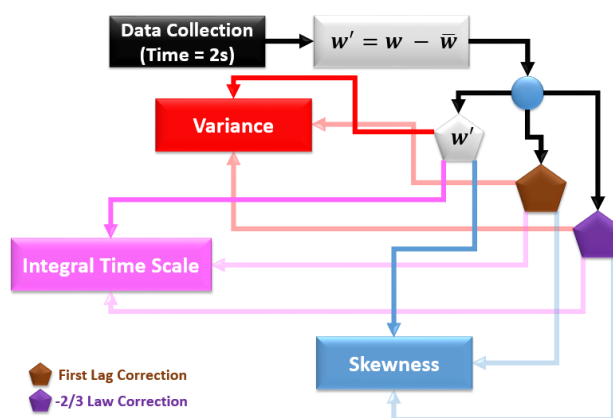 Data Collection
(Time = 2s)
w′ = w − w̅
Variance
w′
Integral Time Scale
Skewness
First Lag Correction
-2/3 Law Correction